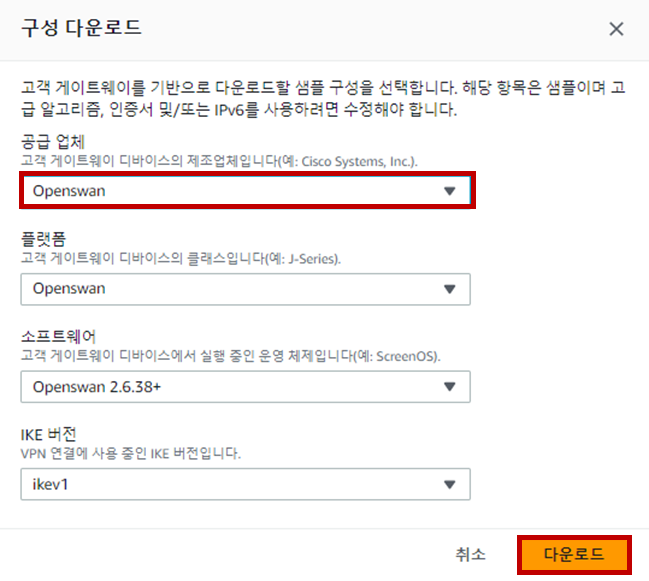 구성 다운로드
고객 게이트웨이를 기반으로 다운로드할 샘플 구성을 선택합니다. 해당 항목은 샘플이며 고
급 알고리즘, 인증서 및/또는 IPv6를 사용하려면 수정해야 합니다.
공급 업체
고객 게이트웨이 디바이스의 제조업체입니다(예: Cisco Systems, Inc.).
Openswan
플랫폼
고객 게이트웨이 디바이스의 클래스입니다(예: J-Series).
Openswan
소프트웨어
고객 게이트웨이 디바이스에서 실행 중인 운영 체제입니다(예: ScreenOS).
Openswan 2.6.38+
IKE 버전
VPN 연결에 사용 중인 IKE 버전입니다.
ikev1
취소
다운로드